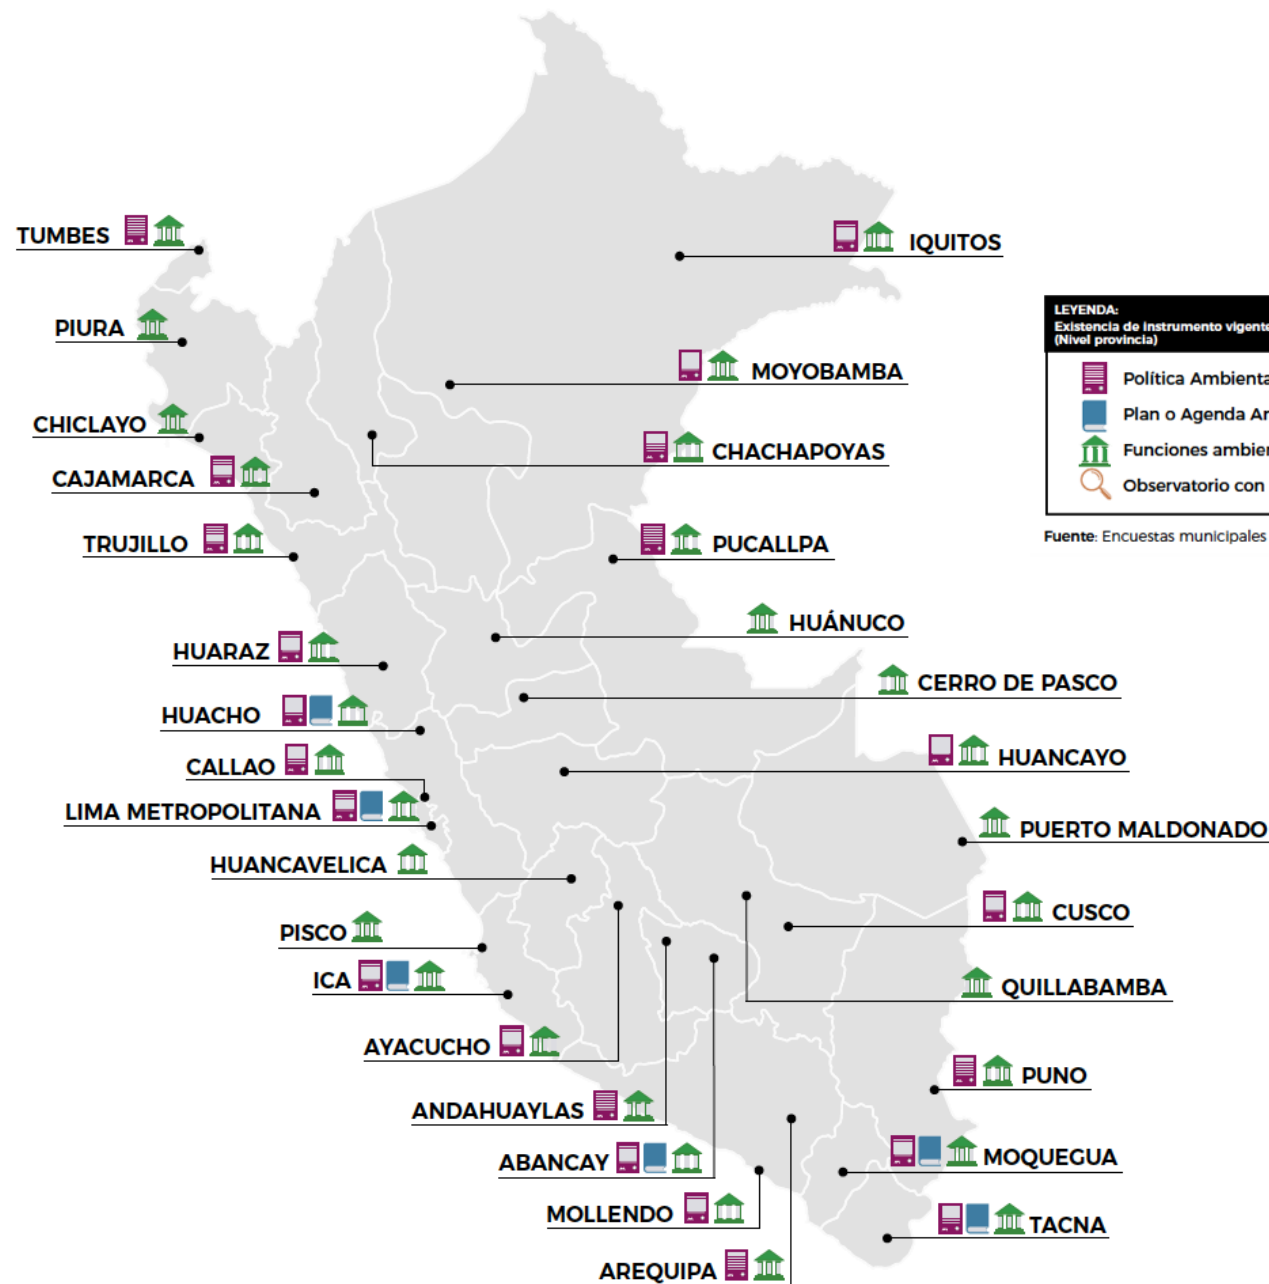 TUMBES
IQUITOS
PIURA
LEYENDA:
Existencia de instrumento vigente
(Nivel provincia)
MOYOBAMBA
Política Ambienta
CHICLAYO
Plan o Agenda
CHACHAPOYAS
Funciones ambien
CAJAMARCA
Observatorio con
TRUJILLO
Fuente: Encuestas municipales
PUCALLPA
HUÁNUCO
HUARAZ
CERRO DE PASCO
HUACHO
HUANCAYO
CALLAO
LIMA METROPOLITANA
PUERTO MALDONADO
HUANCAVELICA
CUSCO
PISCO
ICA
QUILLABAMBA
AYACUCHO
PUNO
ANDAHUAYLAS
ABANCAY
MOQUEGUA
MOLLENDO
TACNA
AREQUIPA